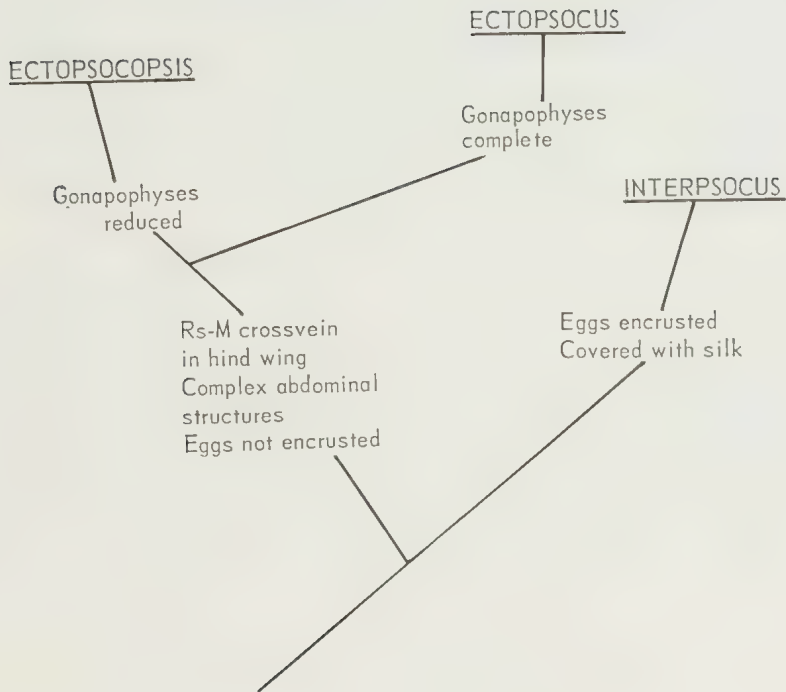 ECTOPSOCUS
ECTOPSOCOPSIS
Gonapophyses
complete
Gonapophyses
reduced
INTERPSOCUS
Rs-M crossvein
in hind wing
Complex abdominal
structures
Eggs not encrusted
Eggs encrusted
Covered with silk